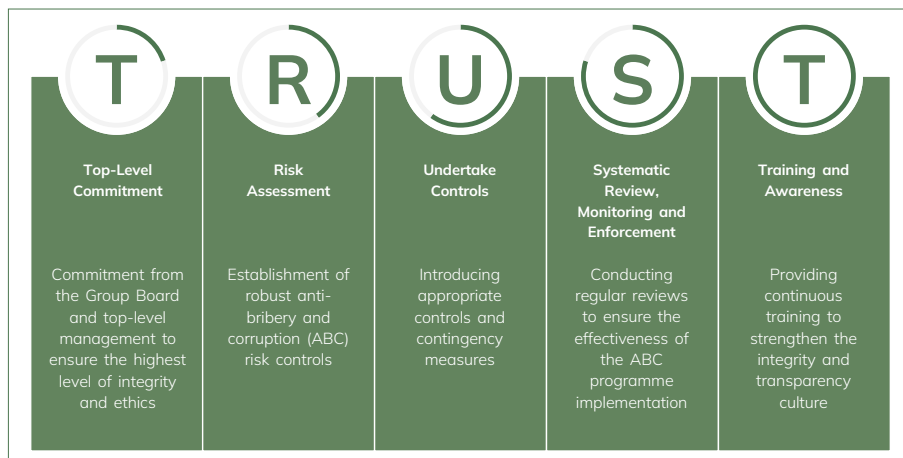 T
Top-Level
Commitment
Commitment from
the Group Board
and top-level
management to
ensure the highest
level of integrity
and ethics
R
Risk
Assessment
Establishment of
robust anti-
bribery and
corruption (ABC)
risk controls
U
Undertake
Controls
Introducing
appropriate
controls and
contingency
measures
S
Systematic
Review,
Monitoring and
Enforcement
Conducting
regular reviews
to ensure the
effectiveness of
the ABC
programme
implementation
T
Training and
Awareness
Providing
continuous
training to
strengthen the
integrity and
transparency
culture